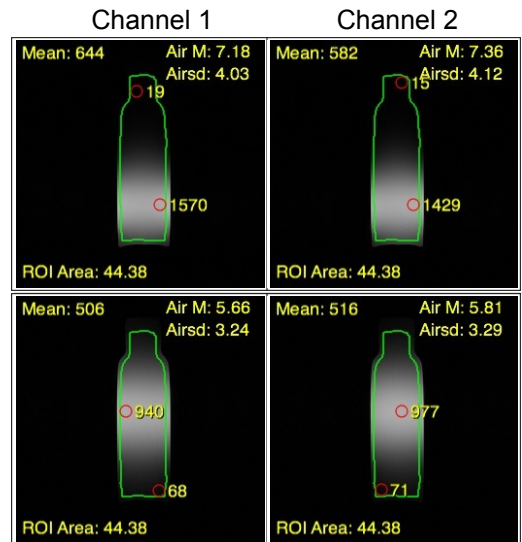 Channel 1 Channel 2
Mean: 644 Air M: 7.18
Airsd: 4.03
19
1570
ROI Area: 44.38
Mean: 582 Air M: 7.36
Airsd: 4.12
15
1429
ROI Area: 44.38
Mean: 506 Air M: 5.66
Airsd: 3.24
940
68
ROI Area: 44.38
Mean: 516 Air M: 5.81
Airsd: 3.29
977
71
ROI Area: 44.38